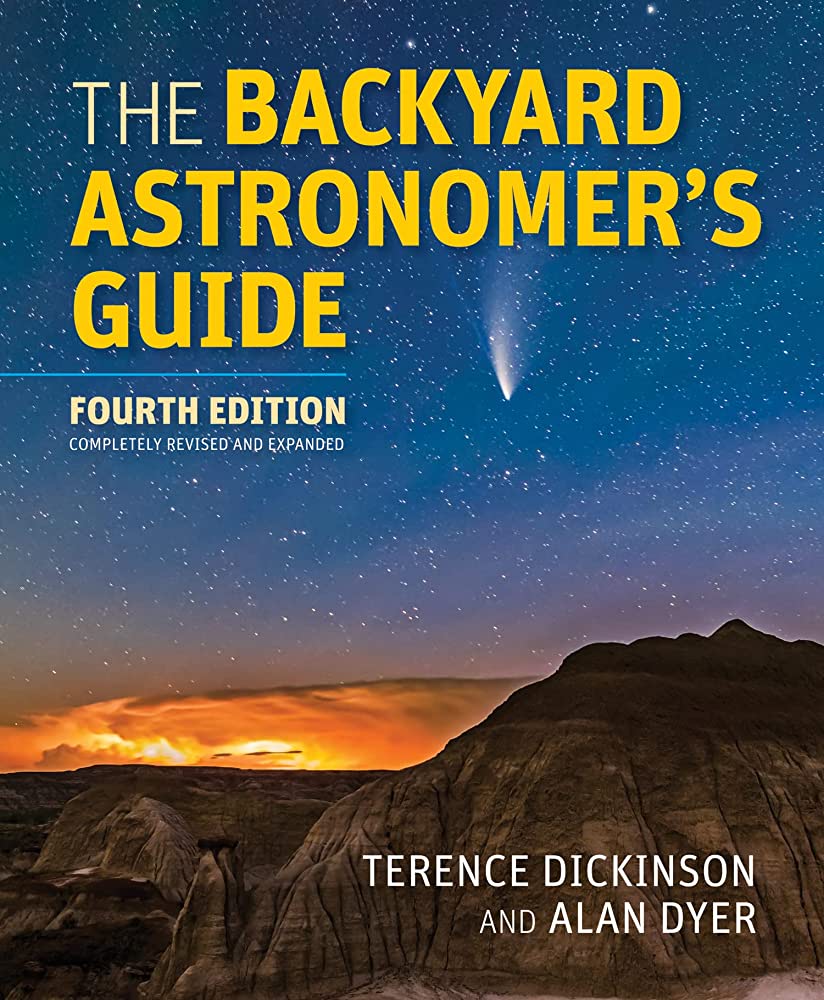 THE BACKYARD
ASTRONOMER'S
GUIDE
FOURTH EDITION
COMPLETELY REVISED AND EXPANDED
TERENCE DICKINSON
AND ALAN DYER